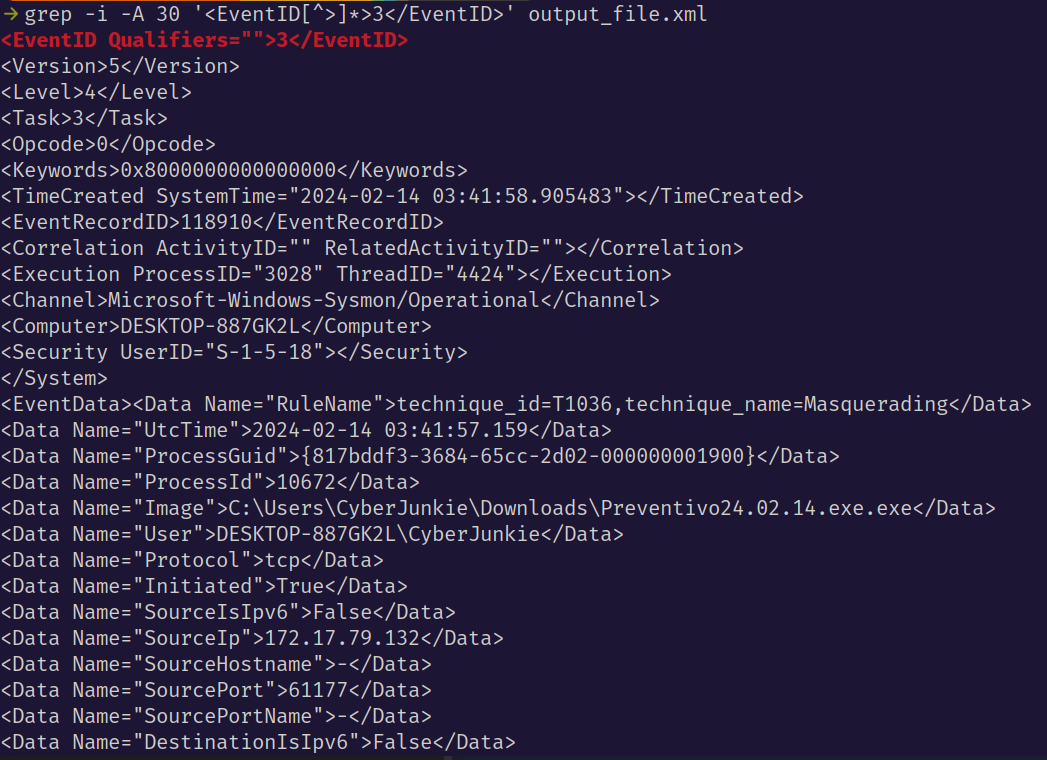 → grep -i -A 30 '<EventID[^>]*>3</EventID>' output_file.xml
<EventID Qualifiers="">3</EventID>
<Version>5</Version>
<Level>4</Level>
<Task>3</Task>
<Opcode>0</Opcode>
<Keywords>0x8000000000000000</Keywords>
<TimeCreated SystemTime="2024-02-14 03:41:58.905483"></TimeCreated>
<EventRecordID>118910</EventRecordID>
<Correlation ActivityID="" RelatedActivityID=""></Correlation>
<Execution ProcessID="3028" ThreadID="4424"></Execution>
<Channel>Microsoft-Windows-Sysmon/Operational</Channel>
<Computer>DESKTOP-887GK2L</Computer>
<Security UserID="S-1-5-18"></Security>
</System>
<EventData><Data Name="RuleName">technique_id=T1036,technique_name=Masquerading</Data>
<Data Name="UtcTime">2024-02-14 03:41:57.159</Data>
<Data Name="ProcessGuid">{817bddf3-3684-65cc-2d02-000000001900}</Data>
<Data Name="ProcessId">10672</Data>
<Data Name="Image">C:\Users\CyberJunkie\Downloads\Preventivo24.02.14.exe.exe</Data>
<Data Name="User">DESKTOP-887GK2L\CyberJunkie</Data>
<Data Name="Protocol">tcp</Data>
<Data Name="Initiated">True</Data>
<Data Name="SourceIsIpv6">False</Data>
<Data Name="SourceIp">172.17.79.132</Data>
<Data Name="SourceHostname">-</Data>
<Data Name="SourcePort">61177</Data>
<Data Name="SourcePortName">-</Data>
<Data Name="DestinationIsIpv6">False</Data>